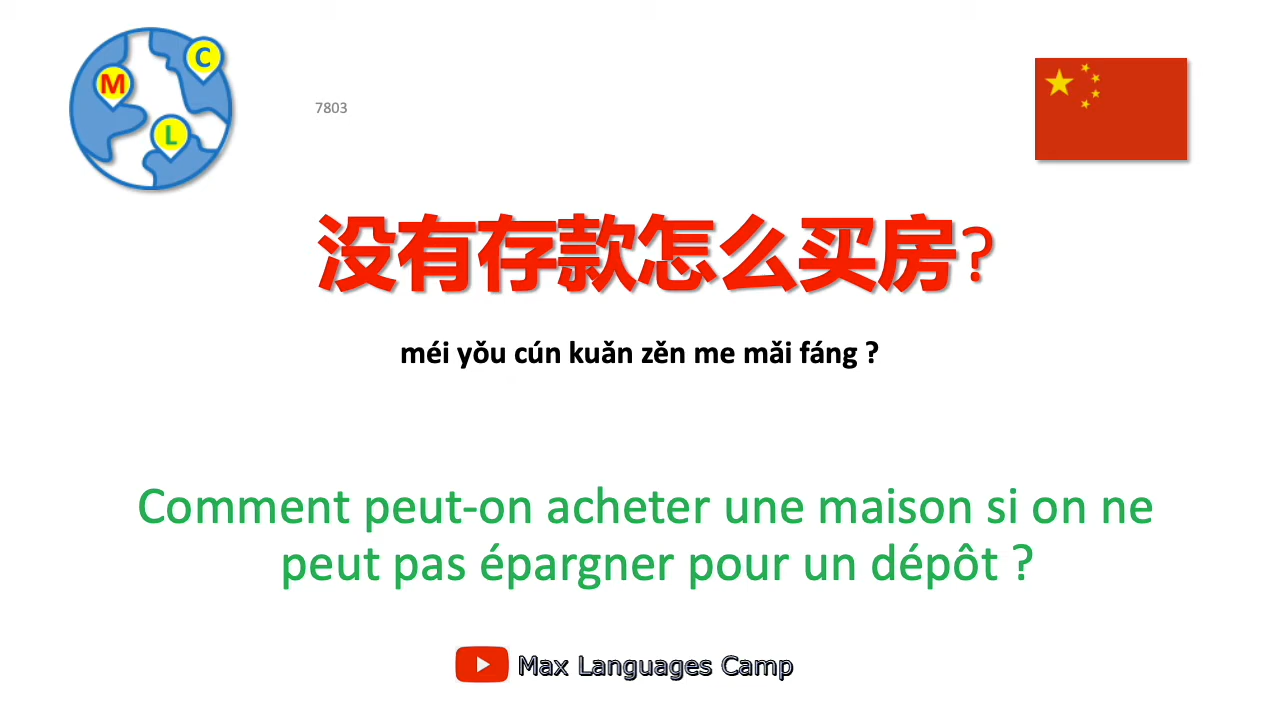 M
C
L
7803
没有存款怎么买房?
méi yǒu cún kuǎn zěn me mǎi fáng ?
Comment peut-on acheter une maison si on ne
peut pas épargner pour un dépôt ?
Max Languages Camp